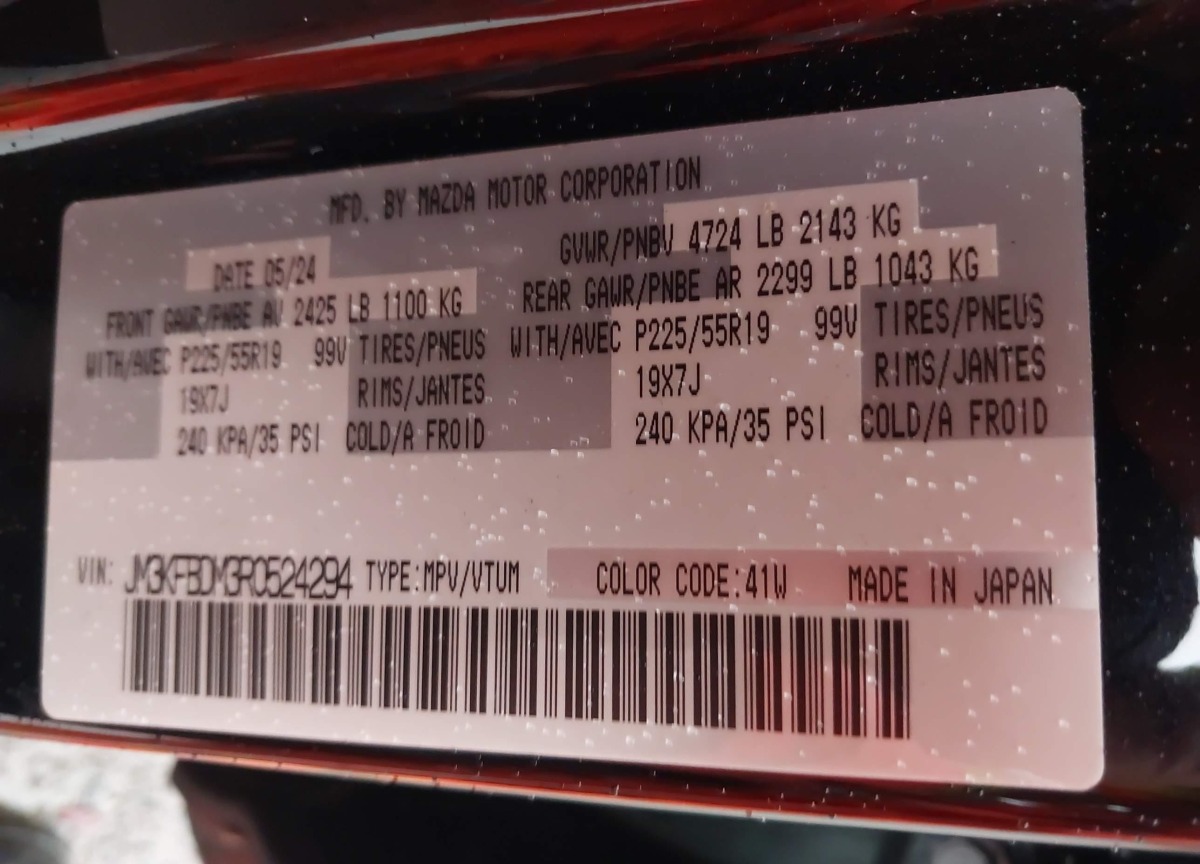 MFD. BY MAZDA MOTOR CORPORATION
DATE 05/24
GVWR/PNBV 4724 LB 2143 KG
FRONT GAWR/PNBE AV 2425 LB 1100 KG
REAR GAWR/PNBE AR 2299 LB 1043 KG
WITH/AVEC P225/55R19 99V TIRES/PNEUS
WITH/AVEC P225/55R19 99V TIRES/PNEUS
19X7J RIMS/JANTES
19X7J RIMS/JANTES
240 KPA/35 PSI COLD/A FROID
240 KPA/35 PSI COLD/A FROID
VIN: JM3KFBDM3R0524294 TYPE:MPV/VTUM COLOR CODE:41W MADE IN JAPAN